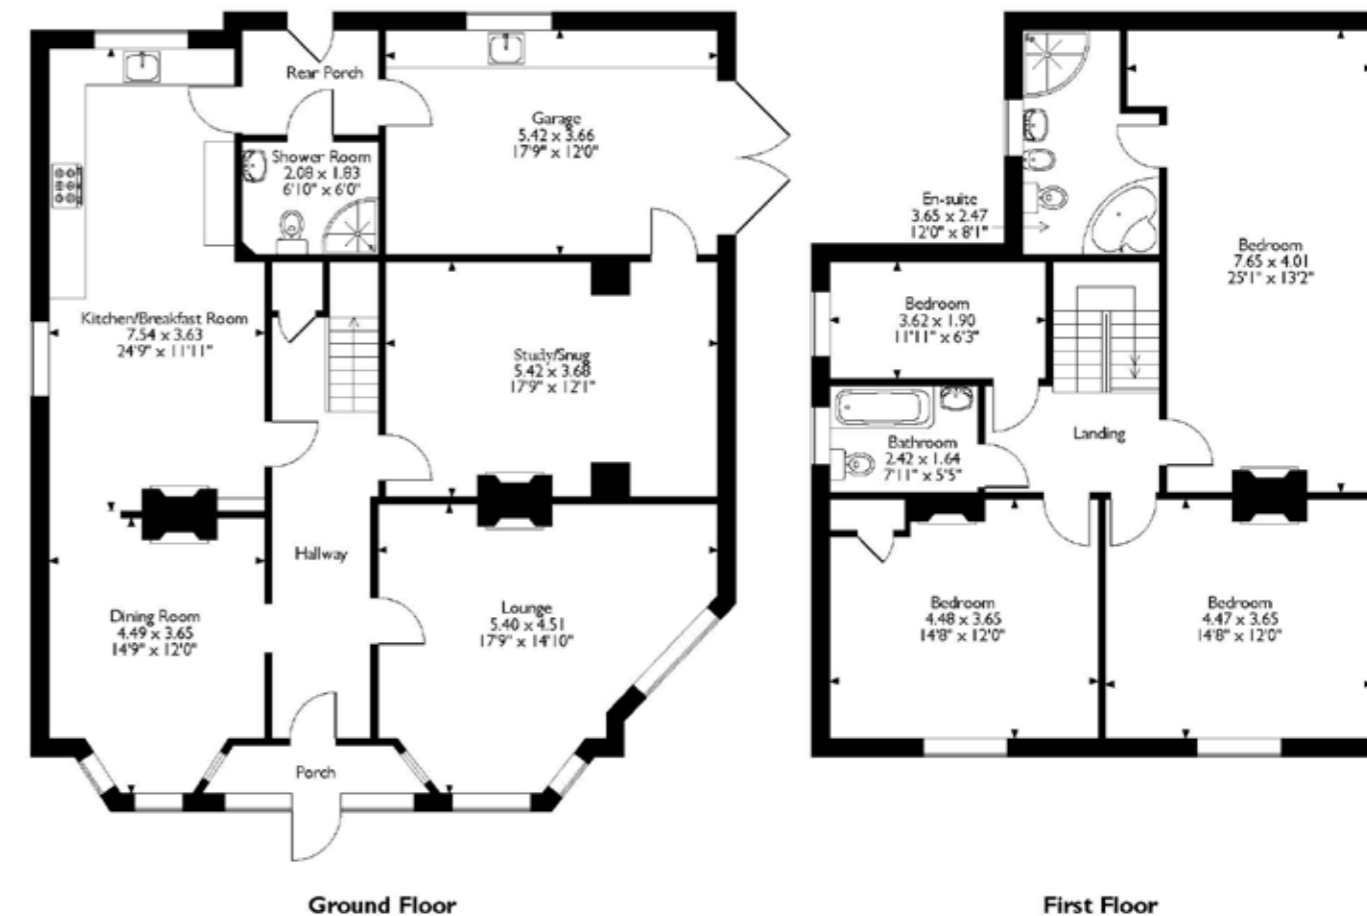 Rear Porch
Garage
5.42 x 3.66
17'9" x 12'0"
Shower Room
2.08 x 1.83
6'10" x 6'0"
Kitchen/Breakfast Room
7.54 x 3.63
24'9" x 11'11"
Study/Snug
5.42 x 3.68
17'9" x 12'1"
Hallway
Dining Room
4.49 x 3.65
14'9" x 12'0"
Lounge
5.40 x 4.51
17'9" x 14'10"
Porch
Ground Floor
En-suite
3.65 x 2.47
12'0" x 8'1"
Bedroom
7.65 x 4.01
25'1" x 13'2"
Bedroom
3.62 x 1.90
11'11" x 6'3"
Bathroom
2.42 x 1.64
7'11" x 5'5"
Landing
Bedroom
4.48 x 3.65
14'8" x 12'0"
Bedroom
4.47 x 3.65
14'8" x 12'0"
First Floor